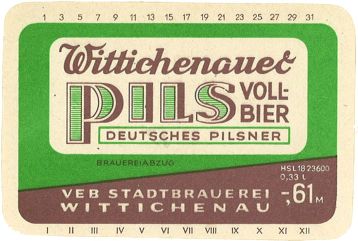 1 3 5 7 9 11 13 15 17 19 21 23 25 27 29 31
Wittichenauer
PILS VOLL-
BIER
DEUTSCHES PILSNER
BRAUEREIABZUG
HSL 18 23600
0,33 l
VEB STADTBRAUEREI
WITTICHENAU
-,61 M
I II III IV V VI VII VIII IX X XI XII